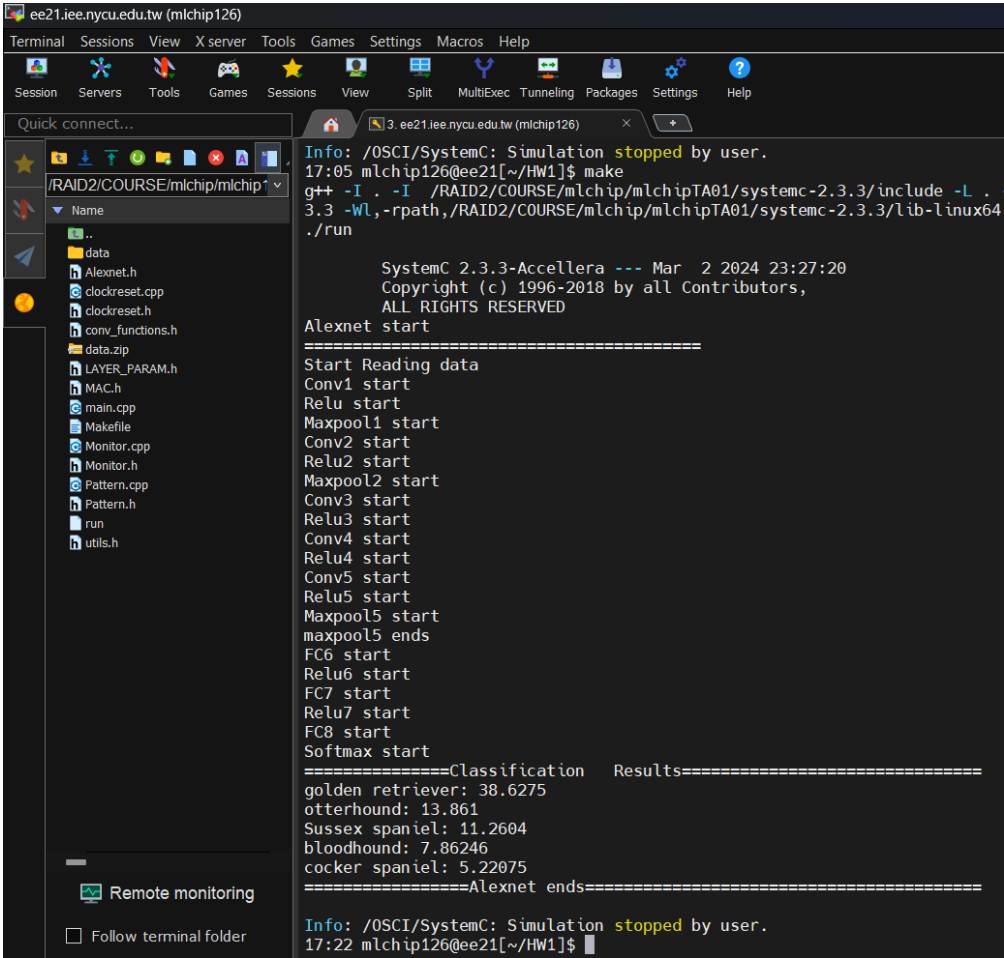 ee21.iee.nycu.edu.tw (mlchip126)
Terminal Sessions View X server Tools Games Settings Macros Help
Session Servers Tools Games Sessions View Split MultiExec Tunneling Packages Settings Help
Quick connect...
3. ee21.iee.nycu.edu.tw (mlchip126)
/RAID2/COURSE/mlchip/mlchip1
Name
..
data
Alexnet.h
clockreset.cpp
clockreset.h
conv_functions.h
data.zip
LAYER_PARAM.h
MAC.h
main.cpp
Makefile
Monitor.cpp
Monitor.h
Pattern.cpp
Pattern.h
run
utils.h
Remote monitoring
Follow terminal folder
Info: /OSCI/SystemC: Simulation stopped by user.
17:05 mlchip126@ee21[~/HW1]$ make
g++ -I . -I  /RAID2/COURSE/mlchip/mlchipTA01/systemc-2.3.3/include -L .
3.3 -Wl,-rpath,/RAID2/COURSE/mlchip/mlchipTA01/systemc-2.3.3/lib-linux64
./run
SystemC 2.3.3-Accellera --- Mar  2 2024 23:27:20
Copyright (c) 1996-2018 by all Contributors,
ALL RIGHTS RESERVED
Alexnet start
=========================================
Start Reading data
Conv1 start
Relu start
Maxpool1 start
Conv2 start
Relu2 start
Maxpool2 start
Conv3 start
Relu3 start
Conv4 start
Relu4 start
Conv5 start
Relu5 start
Maxpool5 start
maxpool5 ends
FC6 start
Relu6 start
FC7 start
Relu7 start
FC8 start
Softmax start
===============Classification   Results===============================
golden retriever: 38.6275
otterhound: 13.861
Sussex spaniel: 11.2604
bloodhound: 7.86246
cocker spaniel: 5.22075
=================Alexnet ends=========================================
Info: /OSCI/SystemC: Simulation stopped by user.
17:22 mlchip126@ee21[~/HW1]$